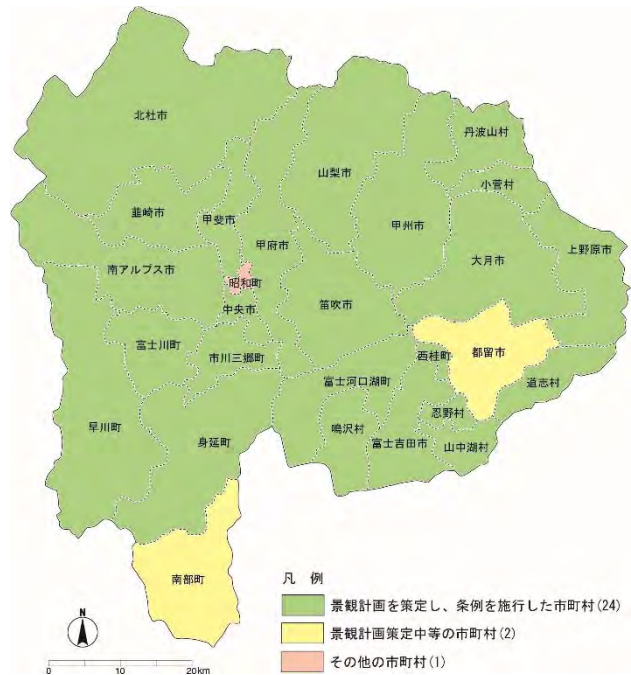 北杜市
丹波山村
山梨市
小菅村
韮崎市
甲斐市
甲州市
甲府市
上野原市
大月市
南アルプス市
昭和町
笛吹市
中央市
富士川町
市川三郷町
西桂町
都留市
富士河口湖町
道志村
早川町
忍野村
身延町
鳴沢村
富士吉田市
山中湖村
南部町
凡 例
景観計画を策定し、条例を施行した市町村(24)
N
景観計画策定中等の市町村(2)
その他の市町村(1)
0 10 20km